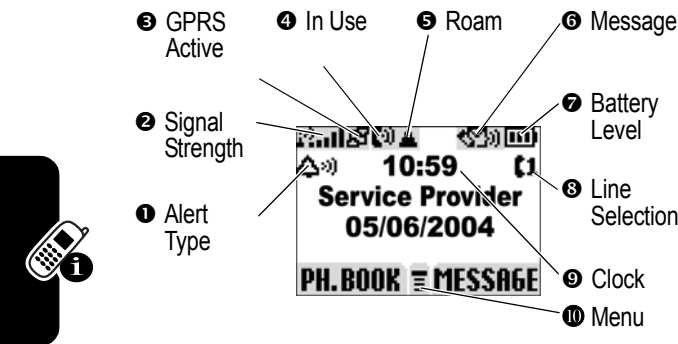 ❸ GPRS Active
❹ In Use
❺ Roam
❻ Message
❷ Signal Strength
❼ Battery Level
❶ Alert Type
10:59
Service Provider
05/06/2004
PH.BOOK
MESSAGE
❽ Line Selection
❾ Clock
❿ Menu